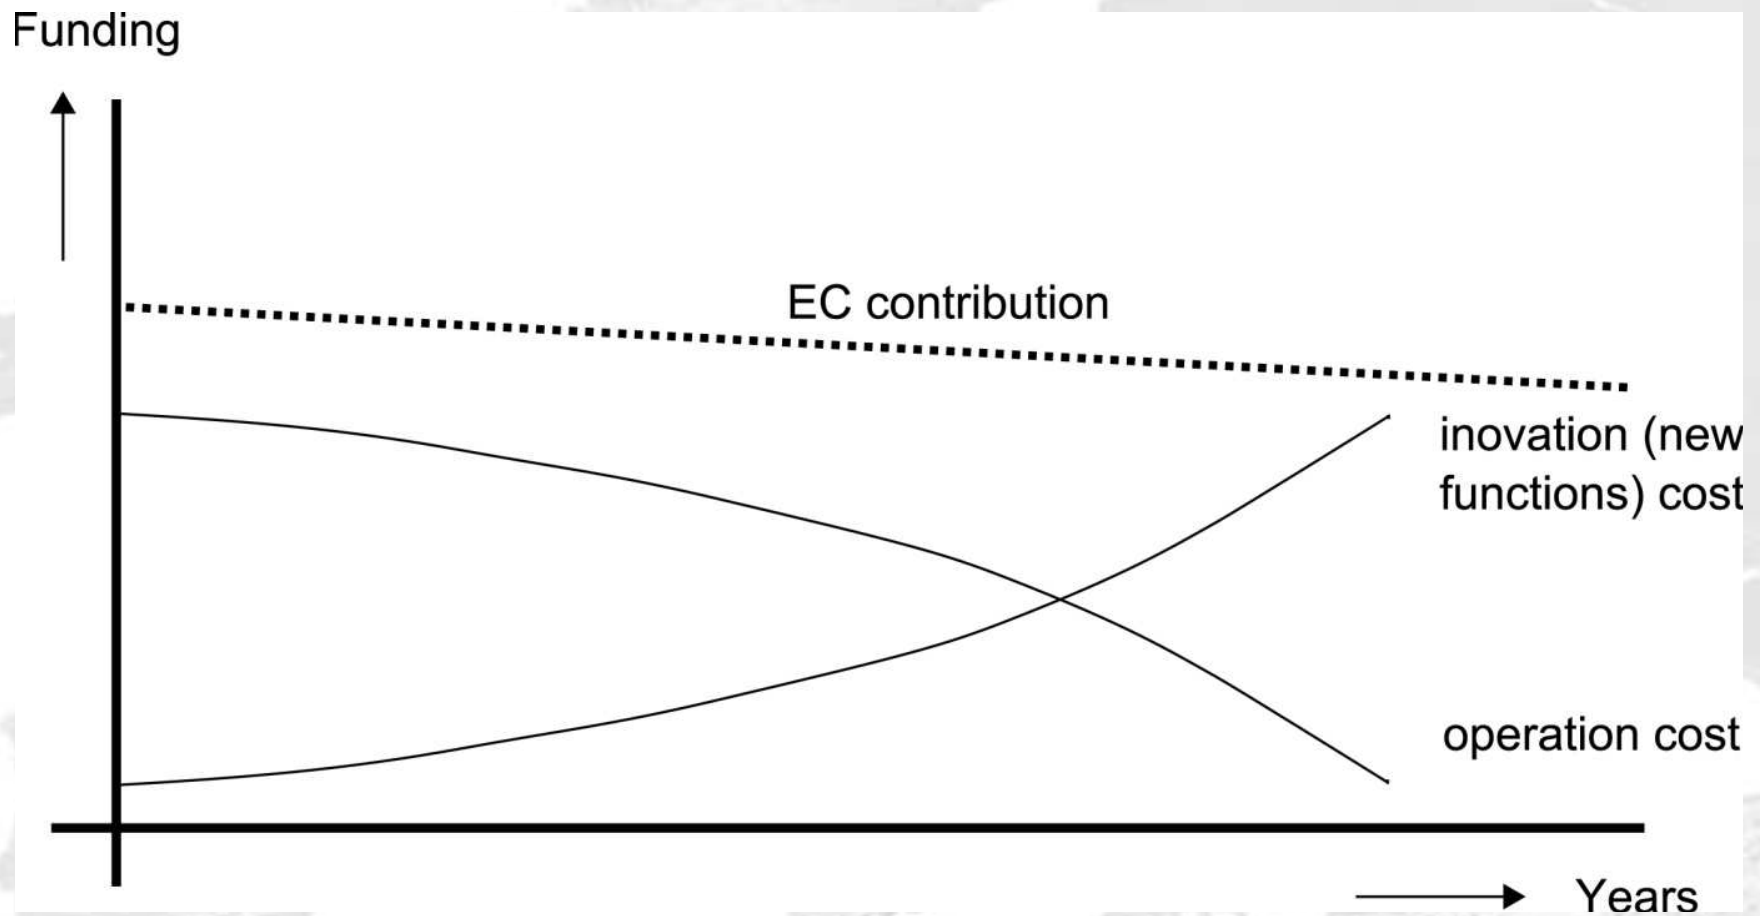 Funding
EC contribution
inovation (new
functions) cost
operation cost
Years